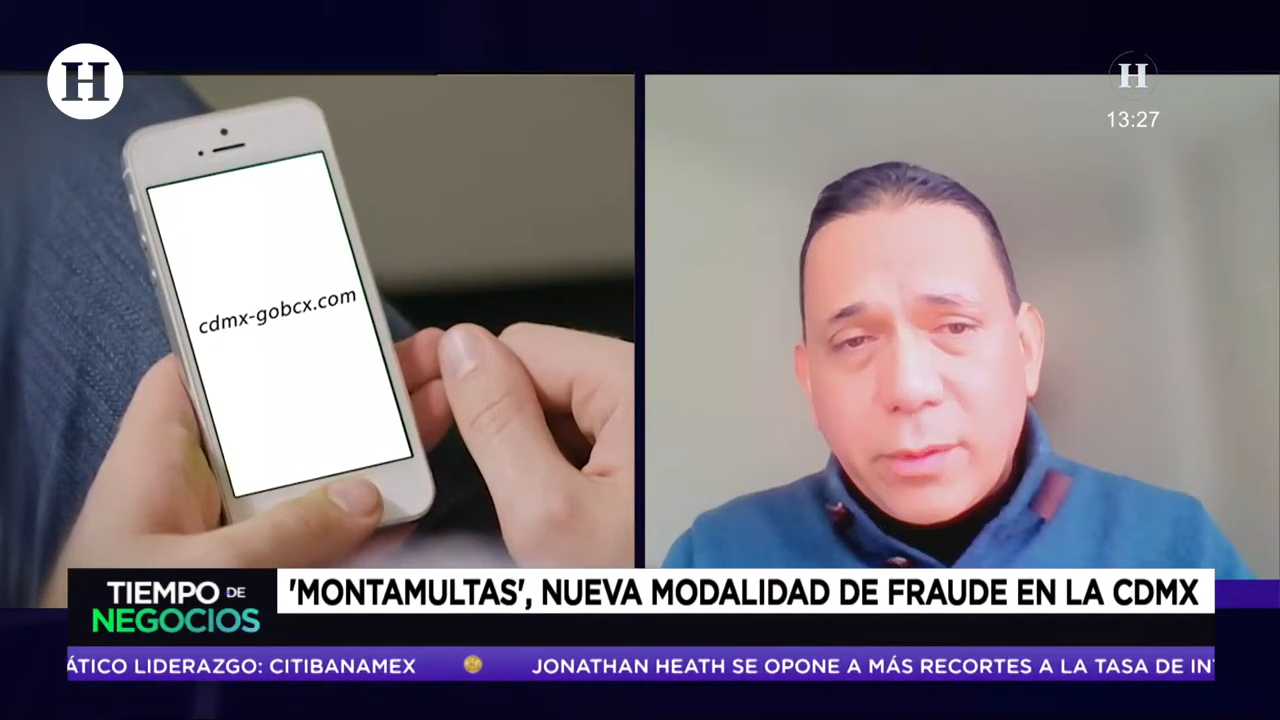 H
H
13:27
cdmx-gobcx.com
TIEMPO DE
NEGOCIOS
'MONTAMULTAS', NUEVA MODALIDAD DE FRAUDE EN LA CDMX
ÁTICO LIDERAZGO: CITIBANAMEX
JONATHAN HEATH SE OPONE A MÁS RECORTES A LA TASA DE IN